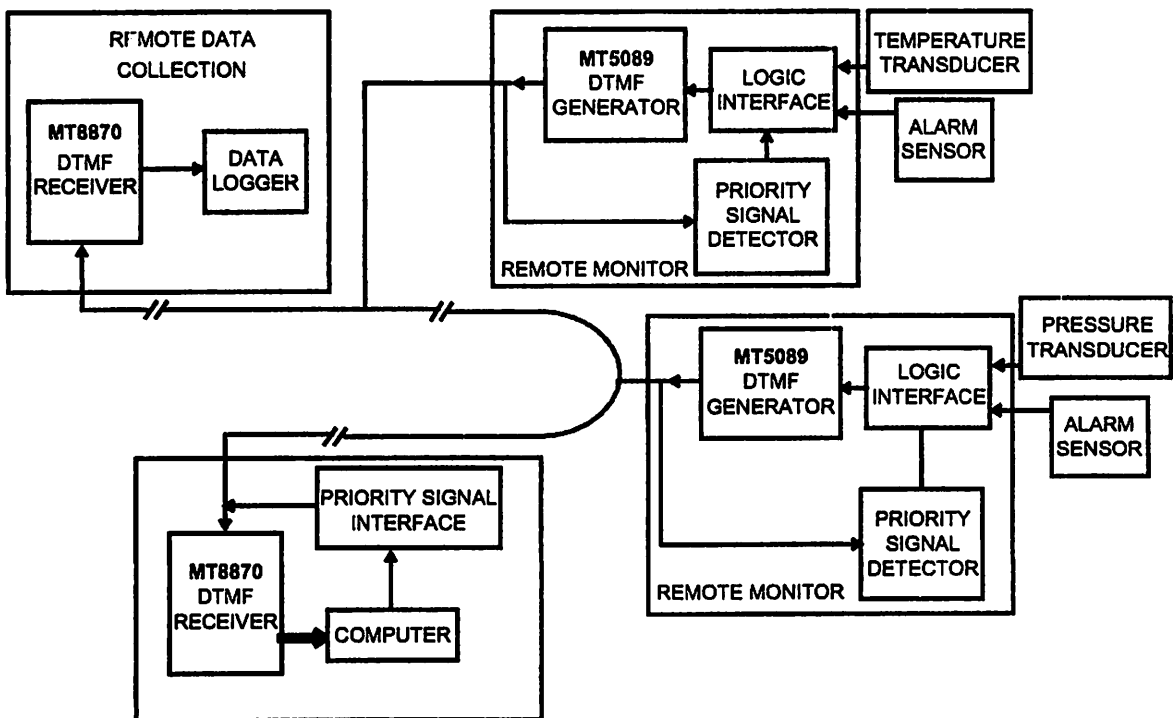 REMOTE DATA
COLLECTION
MT8870
DTMF
RECEIVER
DATA
LOGGER
MT5089
DTMF
GENERATOR
LOGIC
INTERFACE
PRIORITY
SIGNAL
DETECTOR
REMOTE MONITOR
TEMPERATURE
TRANSDUCER
ALARM
SENSOR
MT5089
DTMF
GENERATOR
LOGIC
INTERFACE
PRIORITY
SIGNAL
DETECTOR
REMOTE MONITOR
PRESSURE
TRANSDUCER
ALARM
SENSOR
PRIORITY SIGNAL
INTERFACE
MT8870
DTMF
RECEIVER
COMPUTER